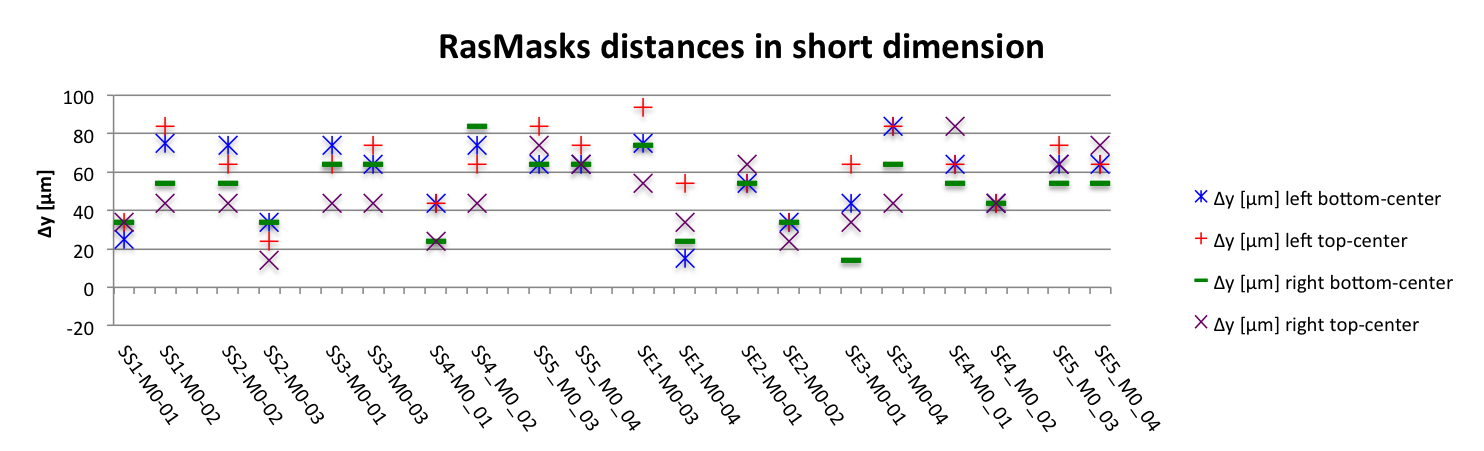 RasMasks distances in short dimension
Δy [µm]
100
80
60
40
20
0
-20
SS1-M0-01
SS1-M0-02
SS2-M0-02
SS2-M0-03
SS3-M0-01
SS3-M0-03
SS4-M0_01
SS4_M0_02
SS5_M0_03
SS5_M0_04
SE1-M0-03
SE1-M0-04
SE2-M0-01
SE2-M0-02
SE3-M0-01
SE3-M0-04
SE4-M0_01
SE4_M0_02
SE5_M0_03
SE5_M0_04
Δy [µm] left bottom-center
Δy [µm] left top-center
Δy [µm] right bottom-center
Δy [µm] right top-center